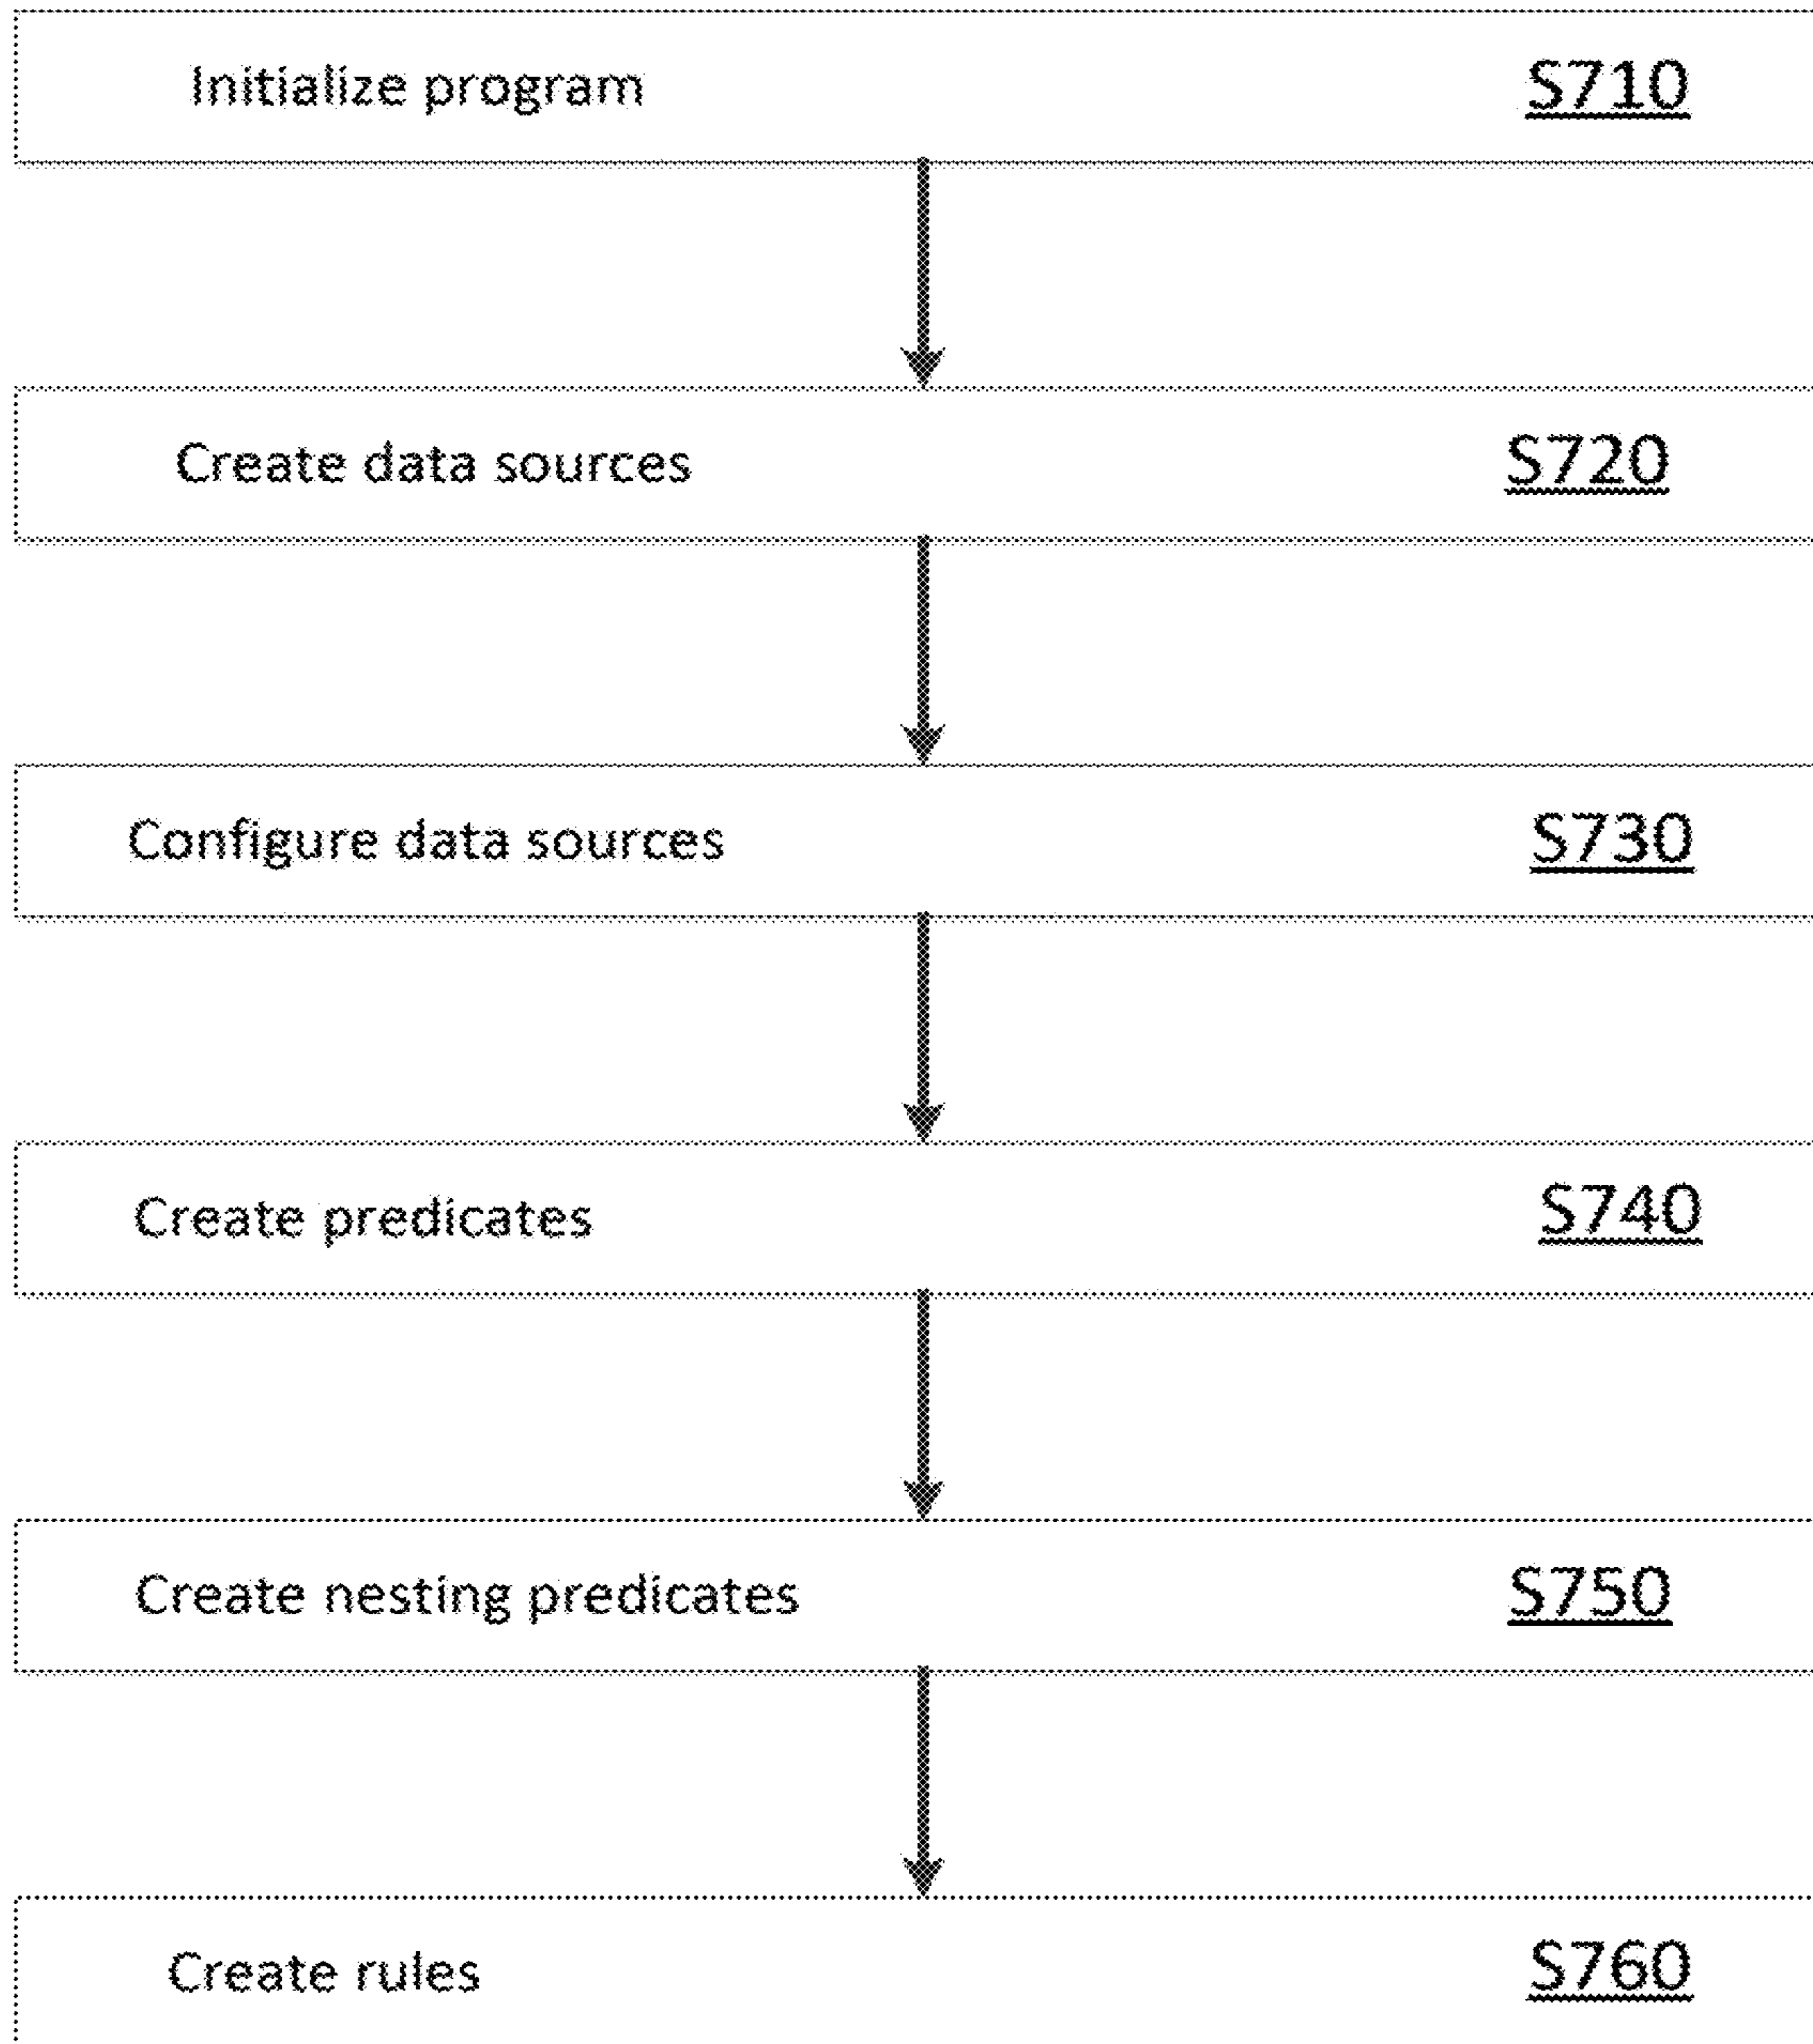 Initialize program S710
Create data sources S720
Configure data sources S730
Create predicates S740
Create nesting predicates S750
Create rules S760